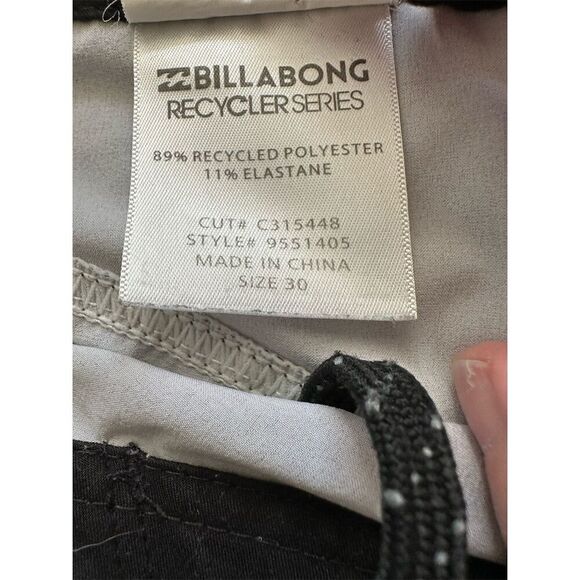 BILLABONG
RECYCLER SERIES
89% RECYCLED POLYESTER
11% ELASTANE
CUT# C315448
STYLE# 9551405
MADE IN CHINA
SIZE 30